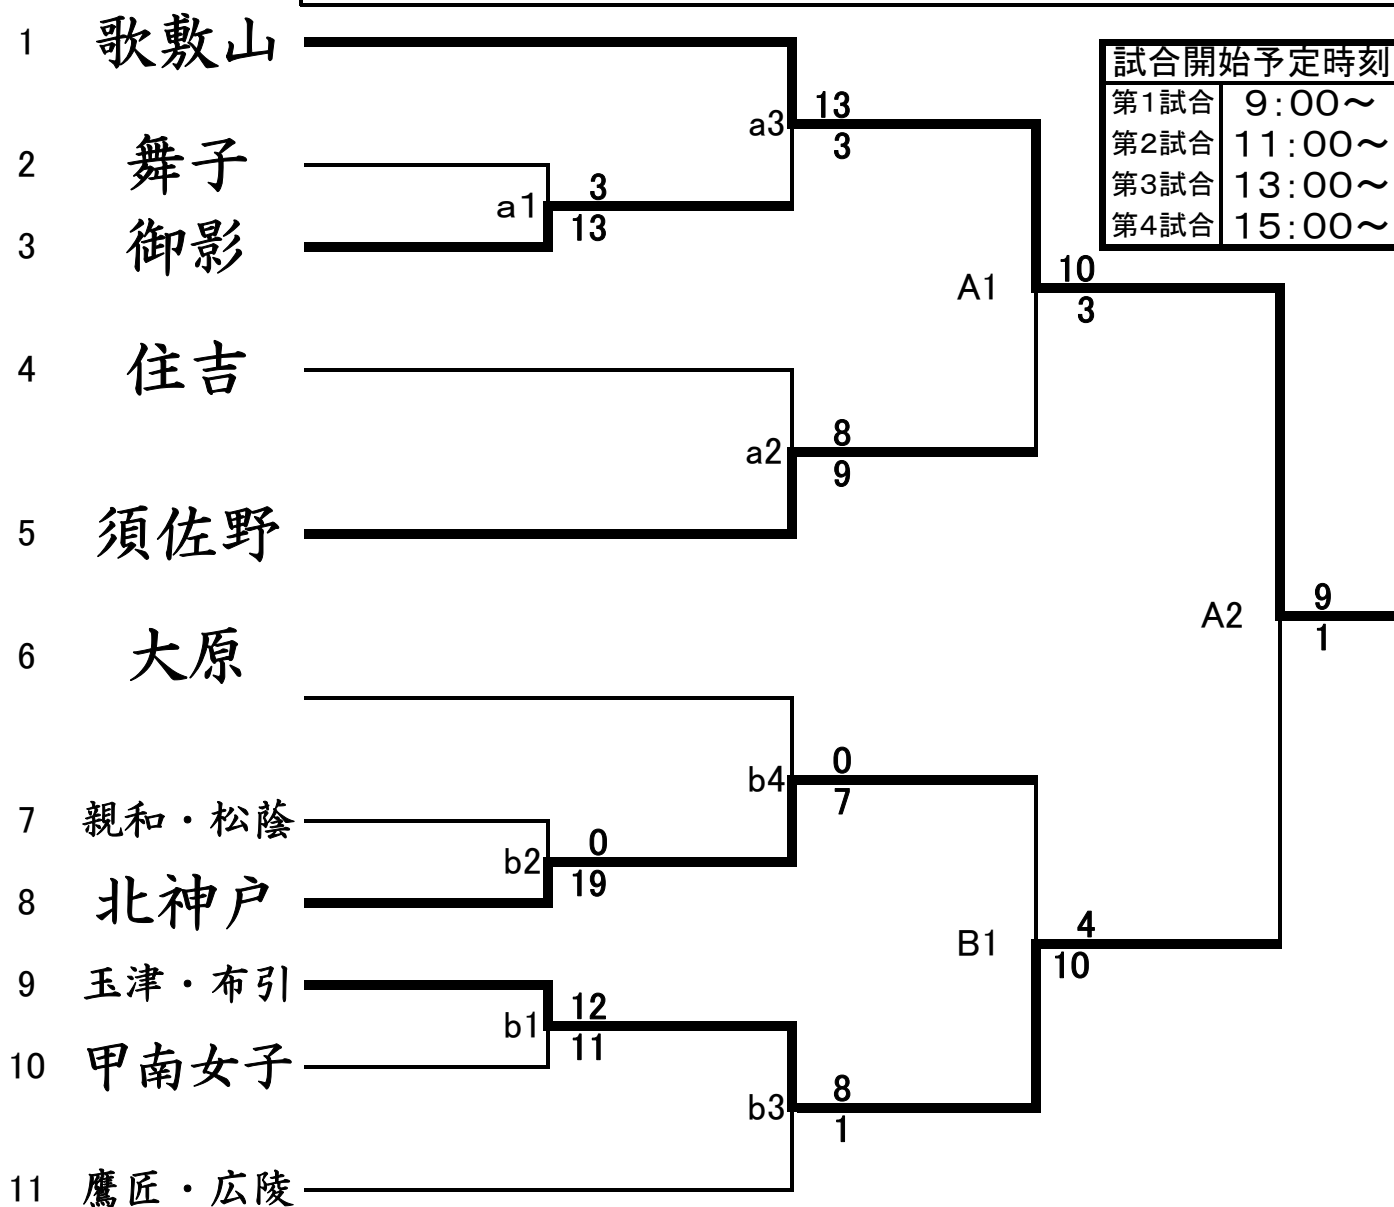 1 歌敷山
試合開始予定時刻
第1試合 9:00～
第2試合 11:00～
第3試合 13:00～
第4試合 15:00～
a3 13
3
2 舞子
a1 3
13
3 御影
A1 10
3
4 住吉
a2 8
9
5 須佐野
A2 9
1
6 大原
b4 0
7
7 親和・松蔭
b2 0
19
8 北神戸
B1 4
10
9 玉津・布引
b1 12
11
10 甲南女子
b3 8
1
11 鷹匠・広陵